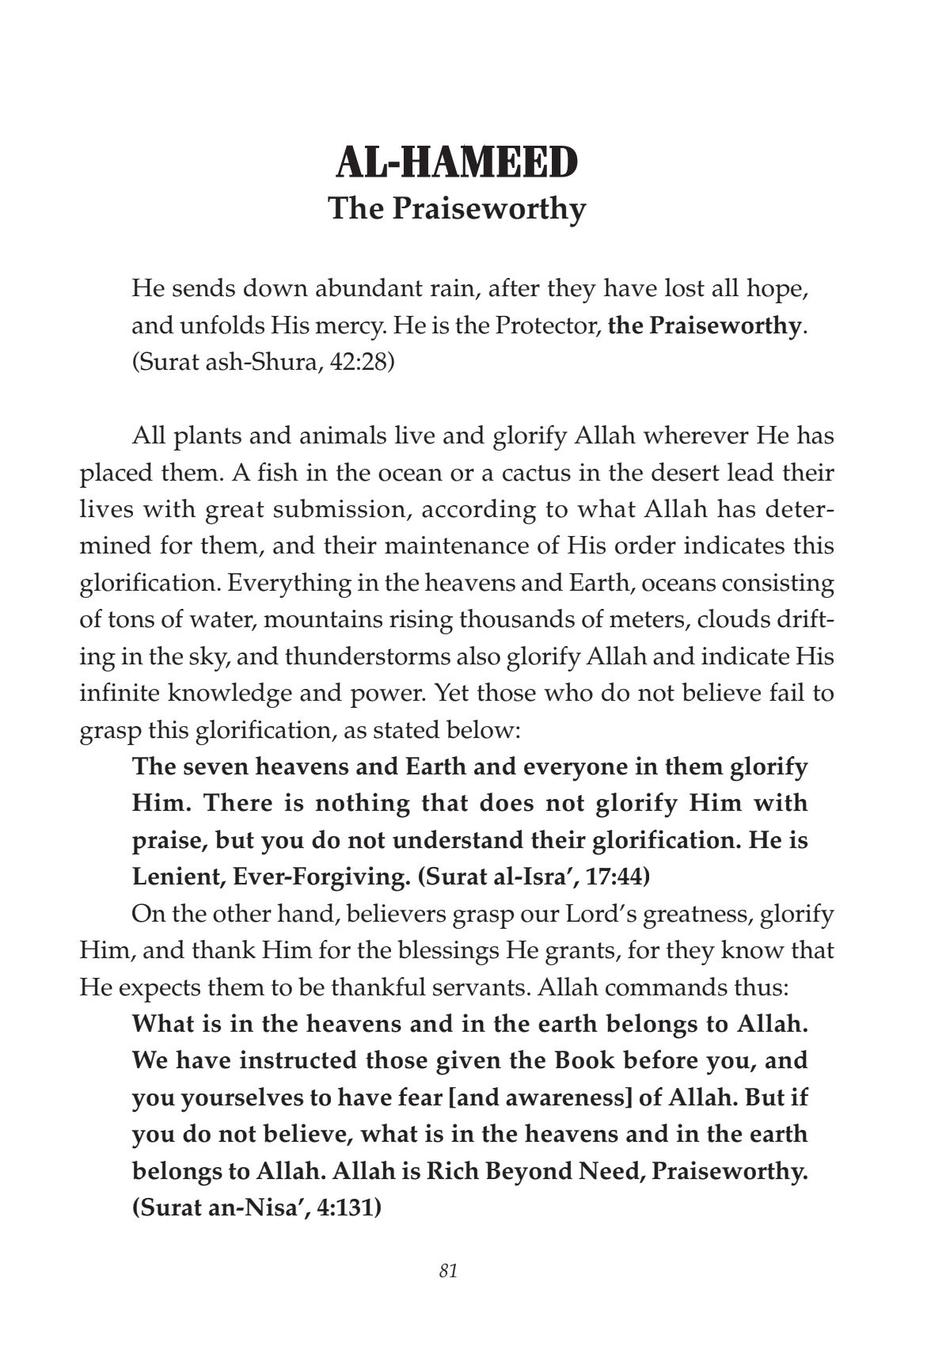 AL-HAMEED
The Praiseworthy
He sends down abundant rain, after they have lost all hope,
and unfolds His mercy. He is the Protector, the Praiseworthy.
(Surat ash-Shura, 42:28)
All plants and animals live and glorify Allah wherever He has
placed them. A fish in the ocean or a cactus in the desert lead their
lives with great submission, according to what Allah has deter-
mined for them, and their maintenance of His order indicates this
glorification. Everything in the heavens and Earth, oceans consisting
of tons of water, mountains rising thousands of meters, clouds drift-
ing in the sky, and thunderstorms also glorify Allah and indicate His
infinite knowledge and power. Yet those who do not believe fail to
grasp this glorification, as stated below:
The seven heavens and Earth and everyone in them glorify
Him. There is nothing that does not glorify Him with
praise, but you do not understand their glorification. He is
Lenient, Ever-Forgiving. (Surat al-Isra’, 17:44)
On the other hand, believers grasp our Lord’s greatness, glorify
Him, and thank Him for the blessings He grants, for they know that
He expects them to be thankful servants. Allah commands thus:
What is in the heavens and in the earth belongs to Allah.
We have instructed those given the Book before you, and
you yourselves to have fear [and awareness] of Allah. But if
you do not believe, what is in the heavens and in the earth
belongs to Allah. Allah is Rich Beyond Need, Praiseworthy.
(Surat an-Nisa’, 4:131)
81